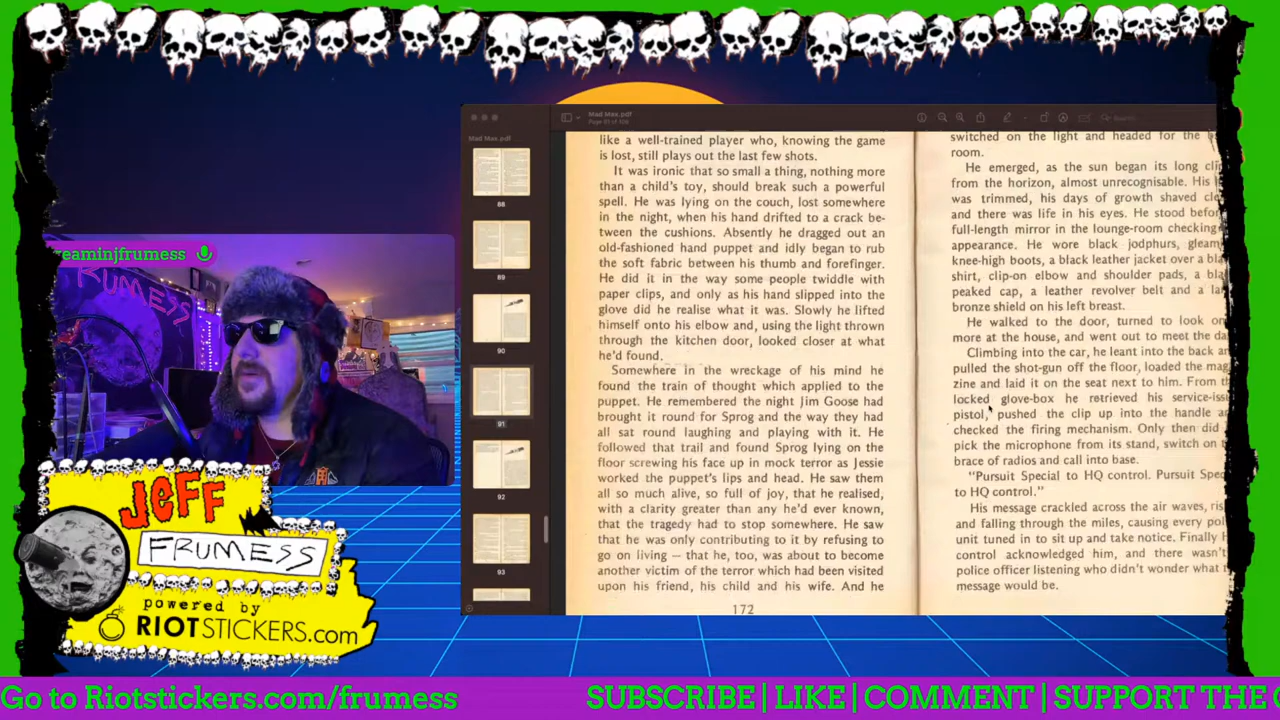 reaminjfrumess
FRUMESS
JEFF
FRUMESS
powered by
RIOTSTICKERS.com
Mad Max.pdf
Mad Max.pdf
88
89
90
91
92
93
like a well-trained player who, knowing the game
is lost, still plays out the last few shots.
It was ironic that so small a thing, nothing more
than a child's toy, should break such a powerful
spell. He was lying on the couch, lost somewhere
in the night, when his hand drifted to a crack be-
tween the cushions. Absently he dragged out an
old-fashioned hand puppet and idly began to rub
the soft fabric between his thumb and forefinger.
He did it in the way some people twiddle with
paper clips, and only as his hand slipped into the
glove did he realise what it was. Slowly he lifted
himself onto his elbow and, using the light thrown
through the kitchen door, looked closer at what
he'd found.
Somewhere in the wreckage of his mind he
found the train of thought which applied to the
puppet. He remembered the night Jim Goose had
brought it round for Sprog and the way they had
all sat round laughing and playing with it. He
followed that trail and found Sprog lying on the
floor screwing his face up in mock terror as Jessie
worked the puppet's lips and head. He saw them
all so much alive, so full of joy, that he realised,
with a clarity greater than any he'd ever known,
that the tragedy had to stop somewhere. He saw
that he was only contributing to it by refusing to
go on living — that he, too, was about to become
another victim of the terror which had been visited
upon his friend, his child and his wife. And he
172
switched on the light and headed for the
room.
He emerged, as the sun began its long cli
from the horizon, almost unrecognisable. His
was trimmed, his days of growth shaved cle
and there was life in his eyes. He stood befor
full-length mirror in the lounge-room checking
appearance. He wore black jodphurs, gleam
knee-high boots, a black leather jacket over a bla
shirt, clip-on elbow and shoulder pads, a bla
peaked cap, a leather revolver belt and a la
bronze shield on his left breast.
He walked to the door, turned to look on
more at the house, and went out to meet the da
Climbing into the car, he leant into the back an
pulled the shot-gun off the floor, loaded the mag
zine and laid it on the seat next to him. From th
locked glove-box he retrieved his service-iss
pistol, pushed the clip up into the handle a
checked the firing mechanism. Only then did
pick the microphone from its stand, switch on t
brace of radios and call into base.
"Pursuit Special to HQ control. Pursuit Spec
to HQ control."
His message crackled across the air waves, ris
and falling through the miles, causing every pol
unit tuned in to sit up and take notice. Finally H
control acknowledged him, and there wasn't
police officer listening who didn't wonder what t
message would be.
Go to Riotstickers.com/frumess
SUBSCRIBE | LIKE | COMMENT | SUPPORT THE